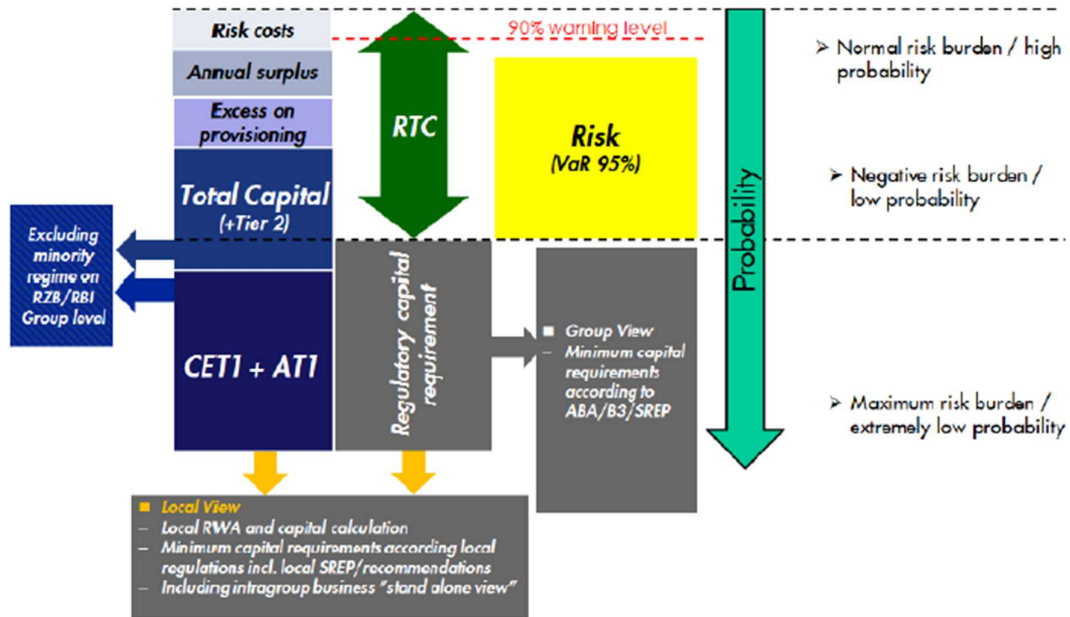 Risk costs
Annual surplus
Excess on
provisioning
Total Capital
(+Tier 2)
CET1 + AT1
Excluding
minority
regime on
RZB/RBI
Group level
RTC
Regulatory capital
requirement
90% warning level
Risk
(VaR 95%)
■ Group View
– Minimum capital
requirements
according to
ABA/B3/SREP
■ Local View
– Local RWA and capital calculation
– Minimum capital requirements according local
regulations incl. local SREP/recommendations
– Including intragroup business "stand alone view"
Probability
➢ Normal risk burden / high
probability
➢ Negative risk burden /
low probability
➢ Maximum risk burden /
extremely low probability